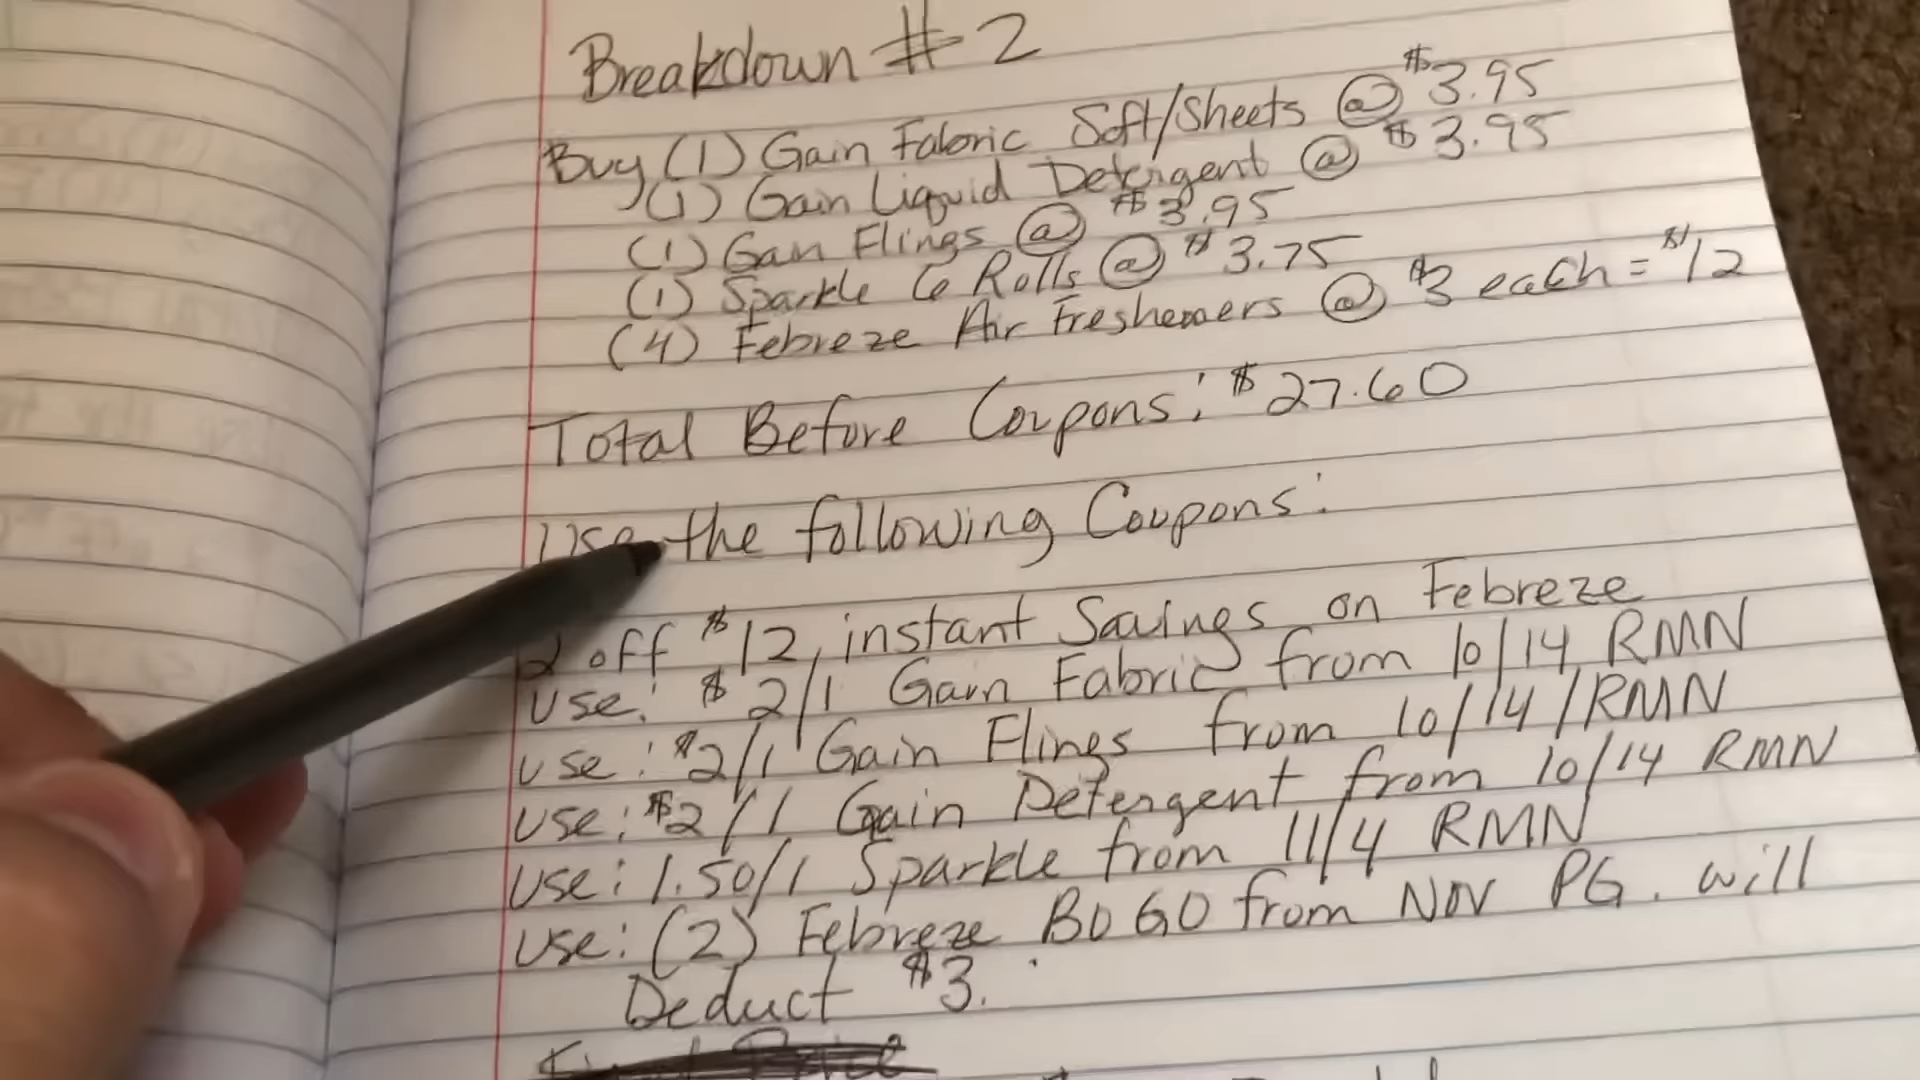 Breakdown #2
Buy (1) Gain Fabric Soft/Sheets @ $3.95
(1) Gain Liquid Detergent @ $3.95
(1) Gain Flings @ $3.95
(1) Sparkle 6 Rolls @ $3.75
(4) Febreze Air Fresheners @ $3 each = $12
Total Before Coupons: $27.60
Use the following Coupons:
2 off $12, instant Savings on Febreze
use: $2/1 Gain Fabric from 10/14 RMN
use: $2/1 Gain Flings from 10/14/RMN
use: $2/1 Gain Detergent from 10/14 RMN
use: 1.50/1 Sparkle from 11/4 RMN
use: (2) Febreze BOGO from NOV PG. will
Deduct $3.